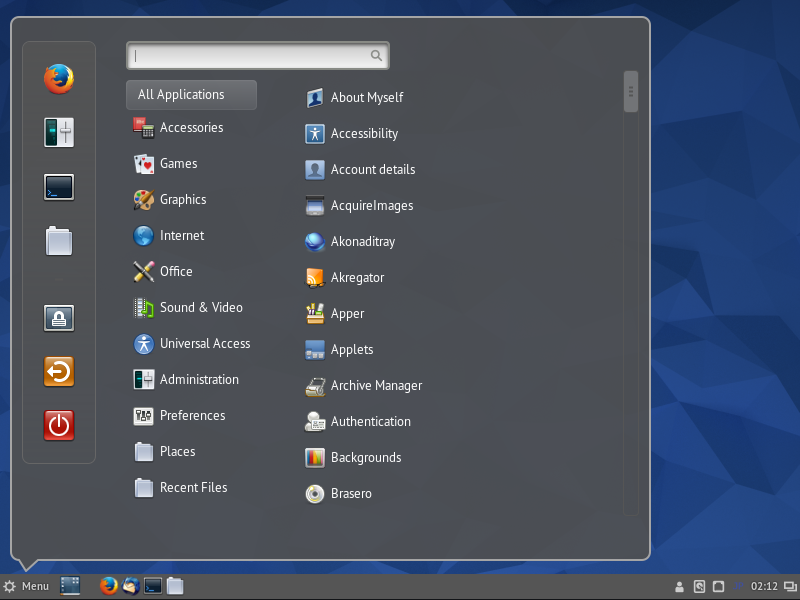 All Applications
Accessories
Games
Graphics
Internet
Office
Sound & Video
Universal Access
Administration
Preferences
Places
Recent Files
About Myself
Accessibility
Account details
AcquireImages
Akonaditray
Akregator
Apper
Applets
Archive Manager
Authentication
Backgrounds
Brasero
Menu
02:12